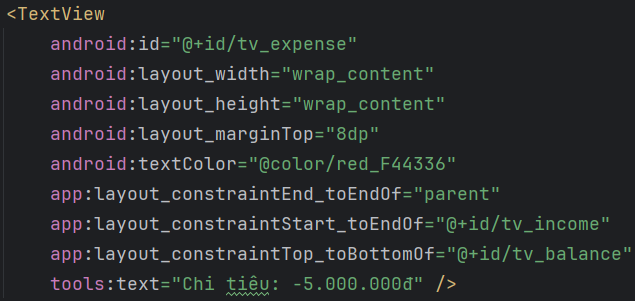 <TextView
android:id="@+id/tv_expense"
android:layout_width="wrap_content"
android:layout_height="wrap_content"
android:layout_marginTop="8dp"
android:textColor="@color/red_F44336"
app:layout_constraintEnd_toEndOf="parent"
app:layout_constraintStart_toEndOf="@+id/tv_income"
app:layout_constraintTop_toBottomOf="@+id/tv_balance"
tools:text="Chi tiêu: -5.000.000đ" />